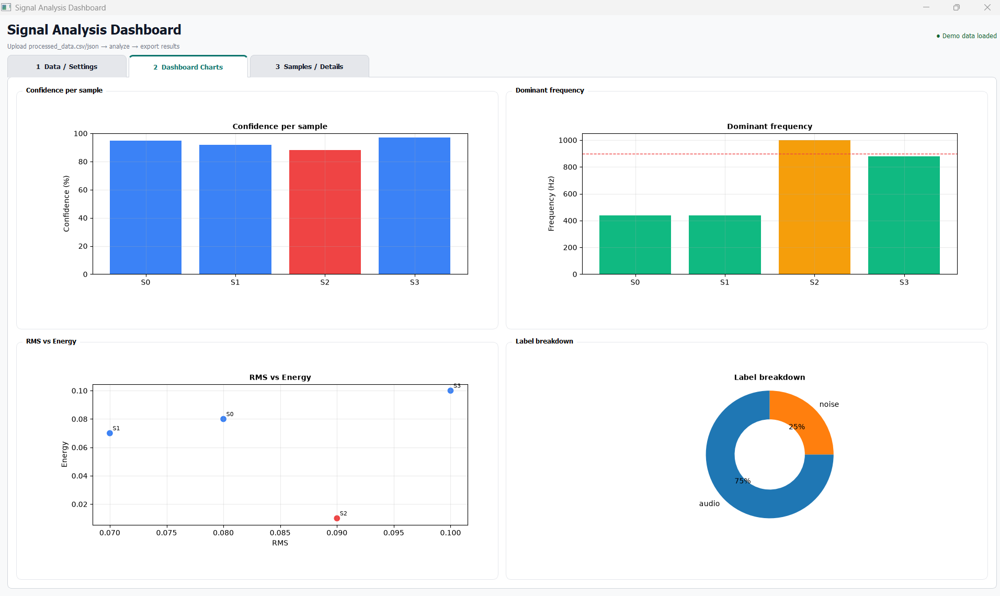 Signal Analysis Dashboard
Signal Analysis Dashboard
● Demo data loaded
Upload processed_data.csv/json → analyze → export results
1 Data / Settings
2 Dashboard Charts
3 Samples / Details
Confidence per sample
Confidence per sample
Confidence (%)
100
80
60
40
20
0
S0 S1 S2 S3
Dominant frequency
Dominant frequency
Frequency (Hz)
1000
800
600
400
200
0
S0 S1 S2 S3
RMS vs Energy
RMS vs Energy
Energy
0.10
0.08
0.06
0.04
0.02
S3
S0
S1
S2
0.070 0.075 0.080 0.085 0.090 0.095 0.100
RMS
Label breakdown
Label breakdown
noise
25%
75%
audio